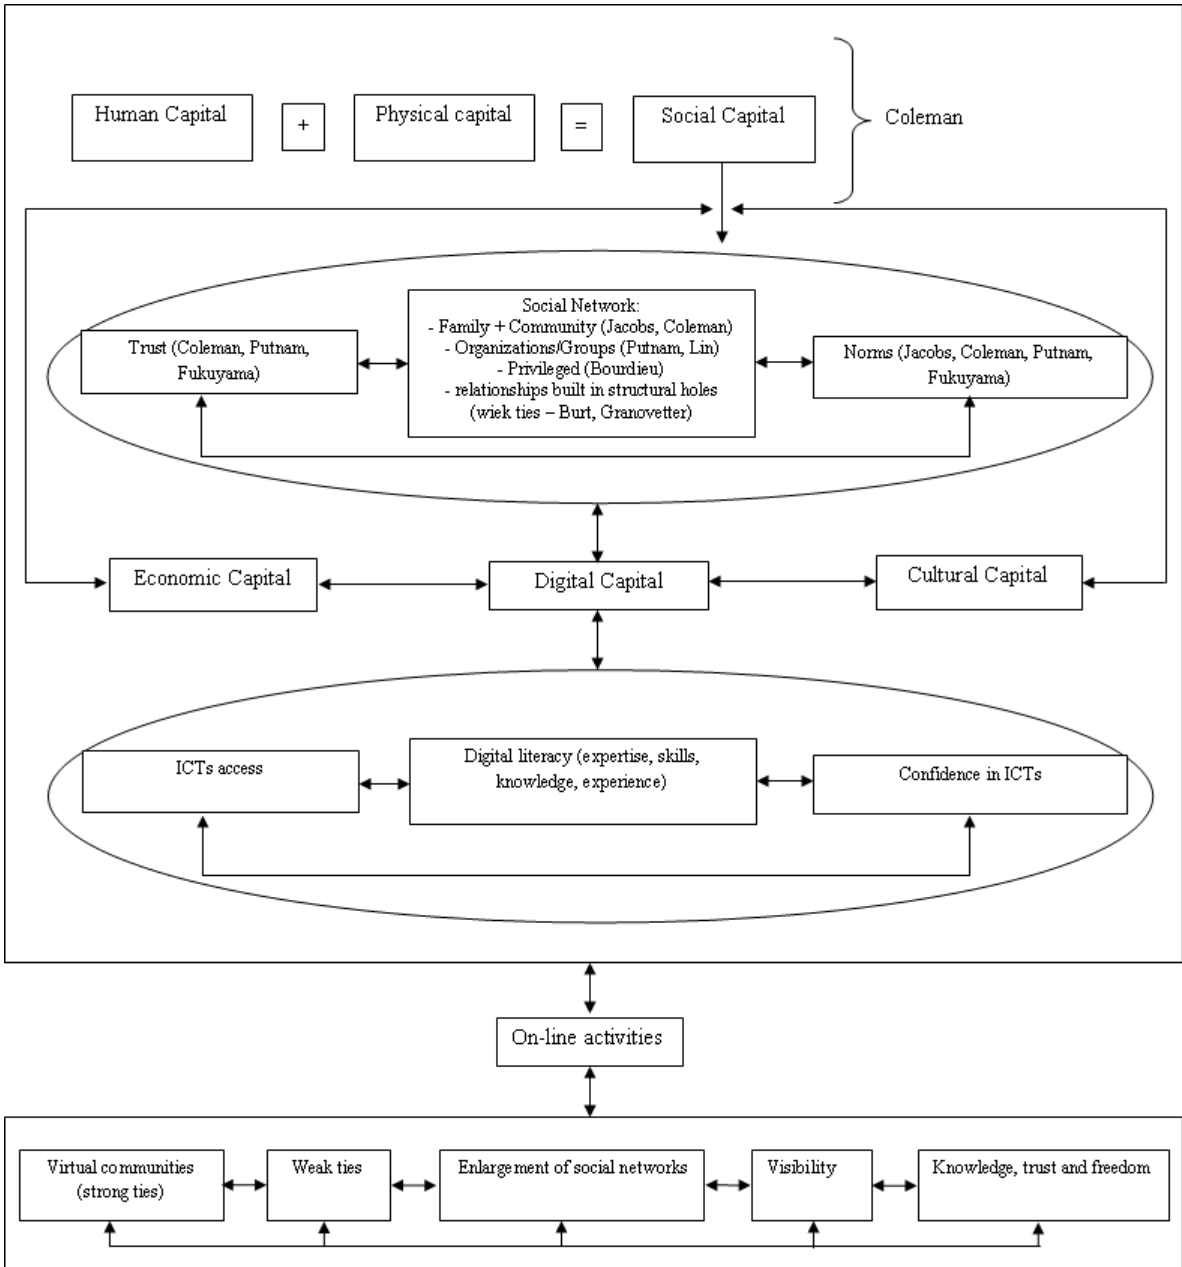 Human Capital
+
Physical capital
=
Social Capital
Coleman
Social Network:
- Family + Community (Jacobs, Coleman)
- Organizations/Groups (Putnam, Lin)
- Privileged (Bourdieu)
- relationships built in structural holes
(wiek ties – Burt, Granovetter)
Trust (Coleman, Putnam,
Fukuyama)
Norms (Jacobs, Coleman, Putnam,
Fukuyama)
Economic Capital
Digital Capital
Cultural Capital
ICTs access
Digital literacy (expertise, skills,
knowledge, experience)
Confidence in ICTs
On-line activities
Virtual communities
(strong ties)
Weak ties
Enlargement of social networks
Visibility
Knowledge, trust and freedom